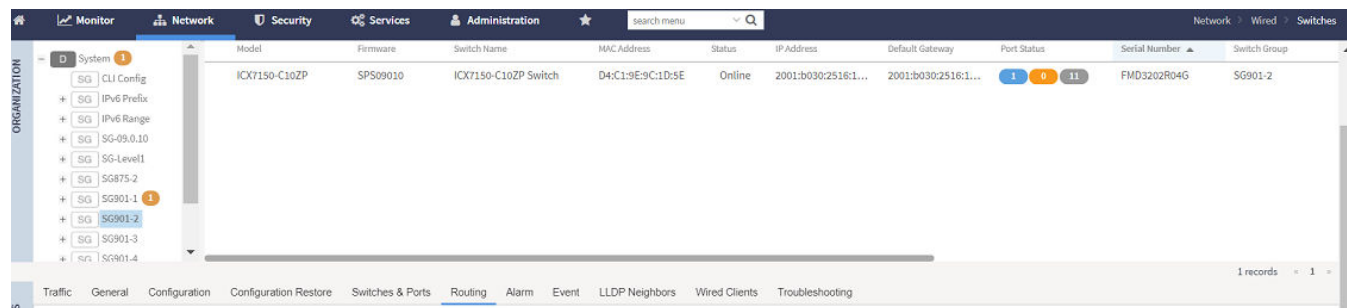 Monitor Network Security Services Administration search menu Network > Wired > Switches
ORGANIZATION
D System 1
SG CLI Config
+ SG IPv6 Prefix
+ SG IPv6 Range
+ SG SG-09.0.10
+ SG SG-Level1
+ SG SG875-2
+ SG SG901-1 1
+ SG SG901-2
+ SG SG901-3
+ SG SG901-4
Model Firmware Switch Name MAC Address Status IP Address Default Gateway Port Status Serial Number Switch Group
ICX7150-C10ZP SPS09010 ICX7150-C10ZP Switch D4:C1:9E:9C:1D:5E Online 2001:b030:2516:1... 2001:b030:2516:1... 1 0 11 FMD3202R04G SG901-2
1 records « 1 »
Traffic General Configuration Configuration Restore Switches & Ports Routing Alarm Event LLDP Neighbors Wired Clients Troubleshooting